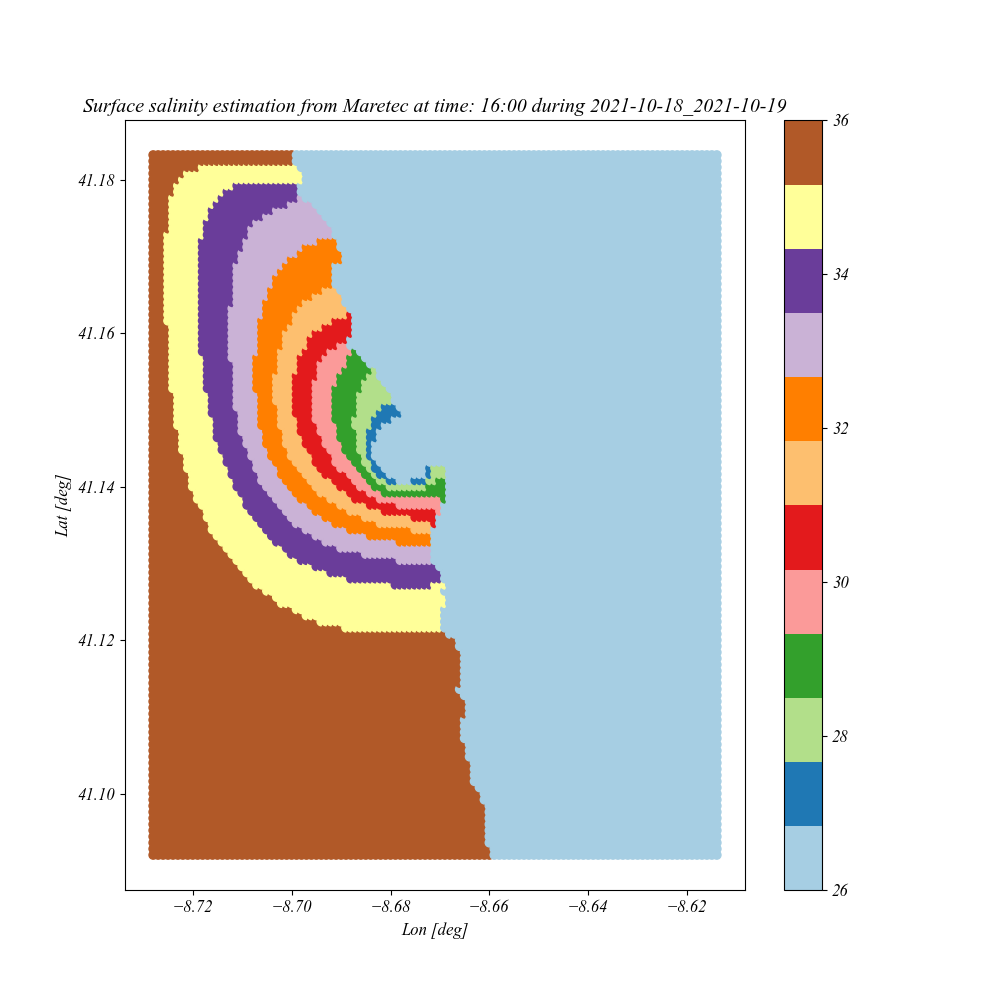 Surface salinity estimation from Maretec at time: 16:00 during 2021-10-18_2021-10-19
36
41.18
34
41.16
32
Lat [deg]
41.14
30
41.12
28
41.10
26
−8.72 −8.70 −8.68 −8.66 −8.64 −8.62
Lon [deg]